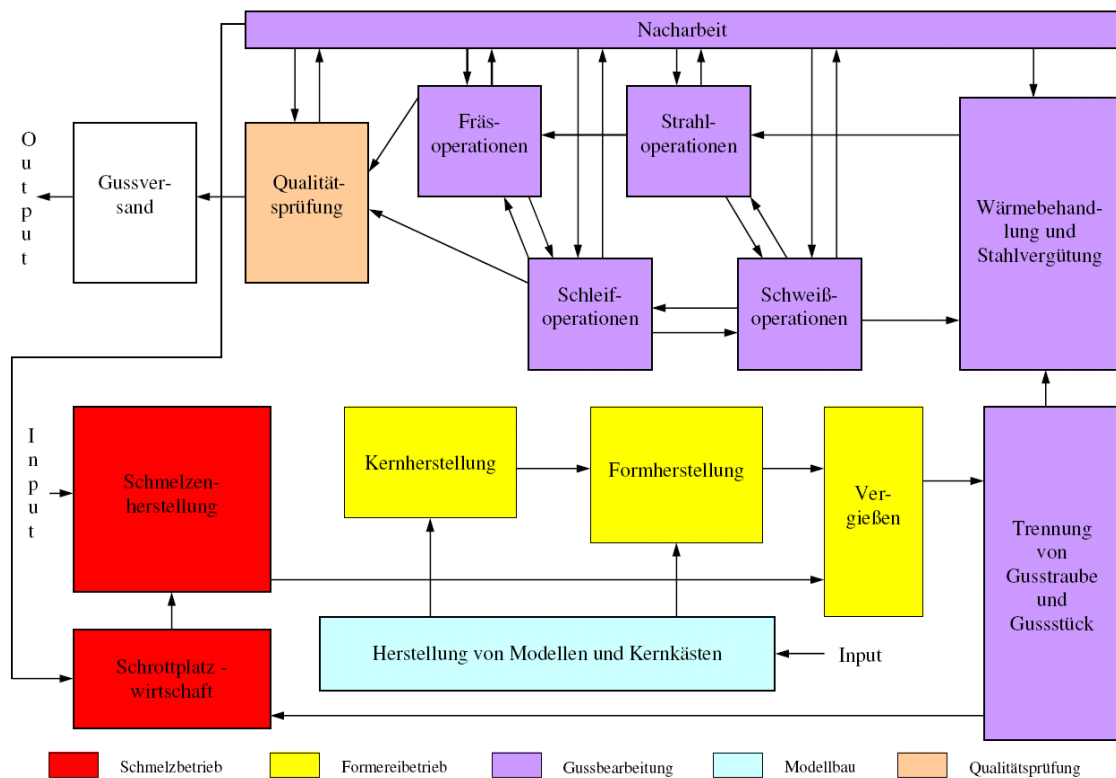 Nacharbeit
Output
Gussver-
sand
Qualität-
sprüfung
Fräs-
operationen
Strahl-
operationen
Wärmebehand-
lung und
Stahlvergütung
Schleif-
operationen
Schweiß-
operationen
Input
Schmelzen-
herstellung
Kernherstellung
Formherstellung
Ver-
gießen
Trennung
von
Gusstraube
und
Gussstück
Schrottplatz -
wirtschaft
Herstellung von Modellen und Kernkästen
Input
Schmelzbetrieb
Formereibetrieb
Gussbearbeitung
Modellbau
Qualitätsprüfung